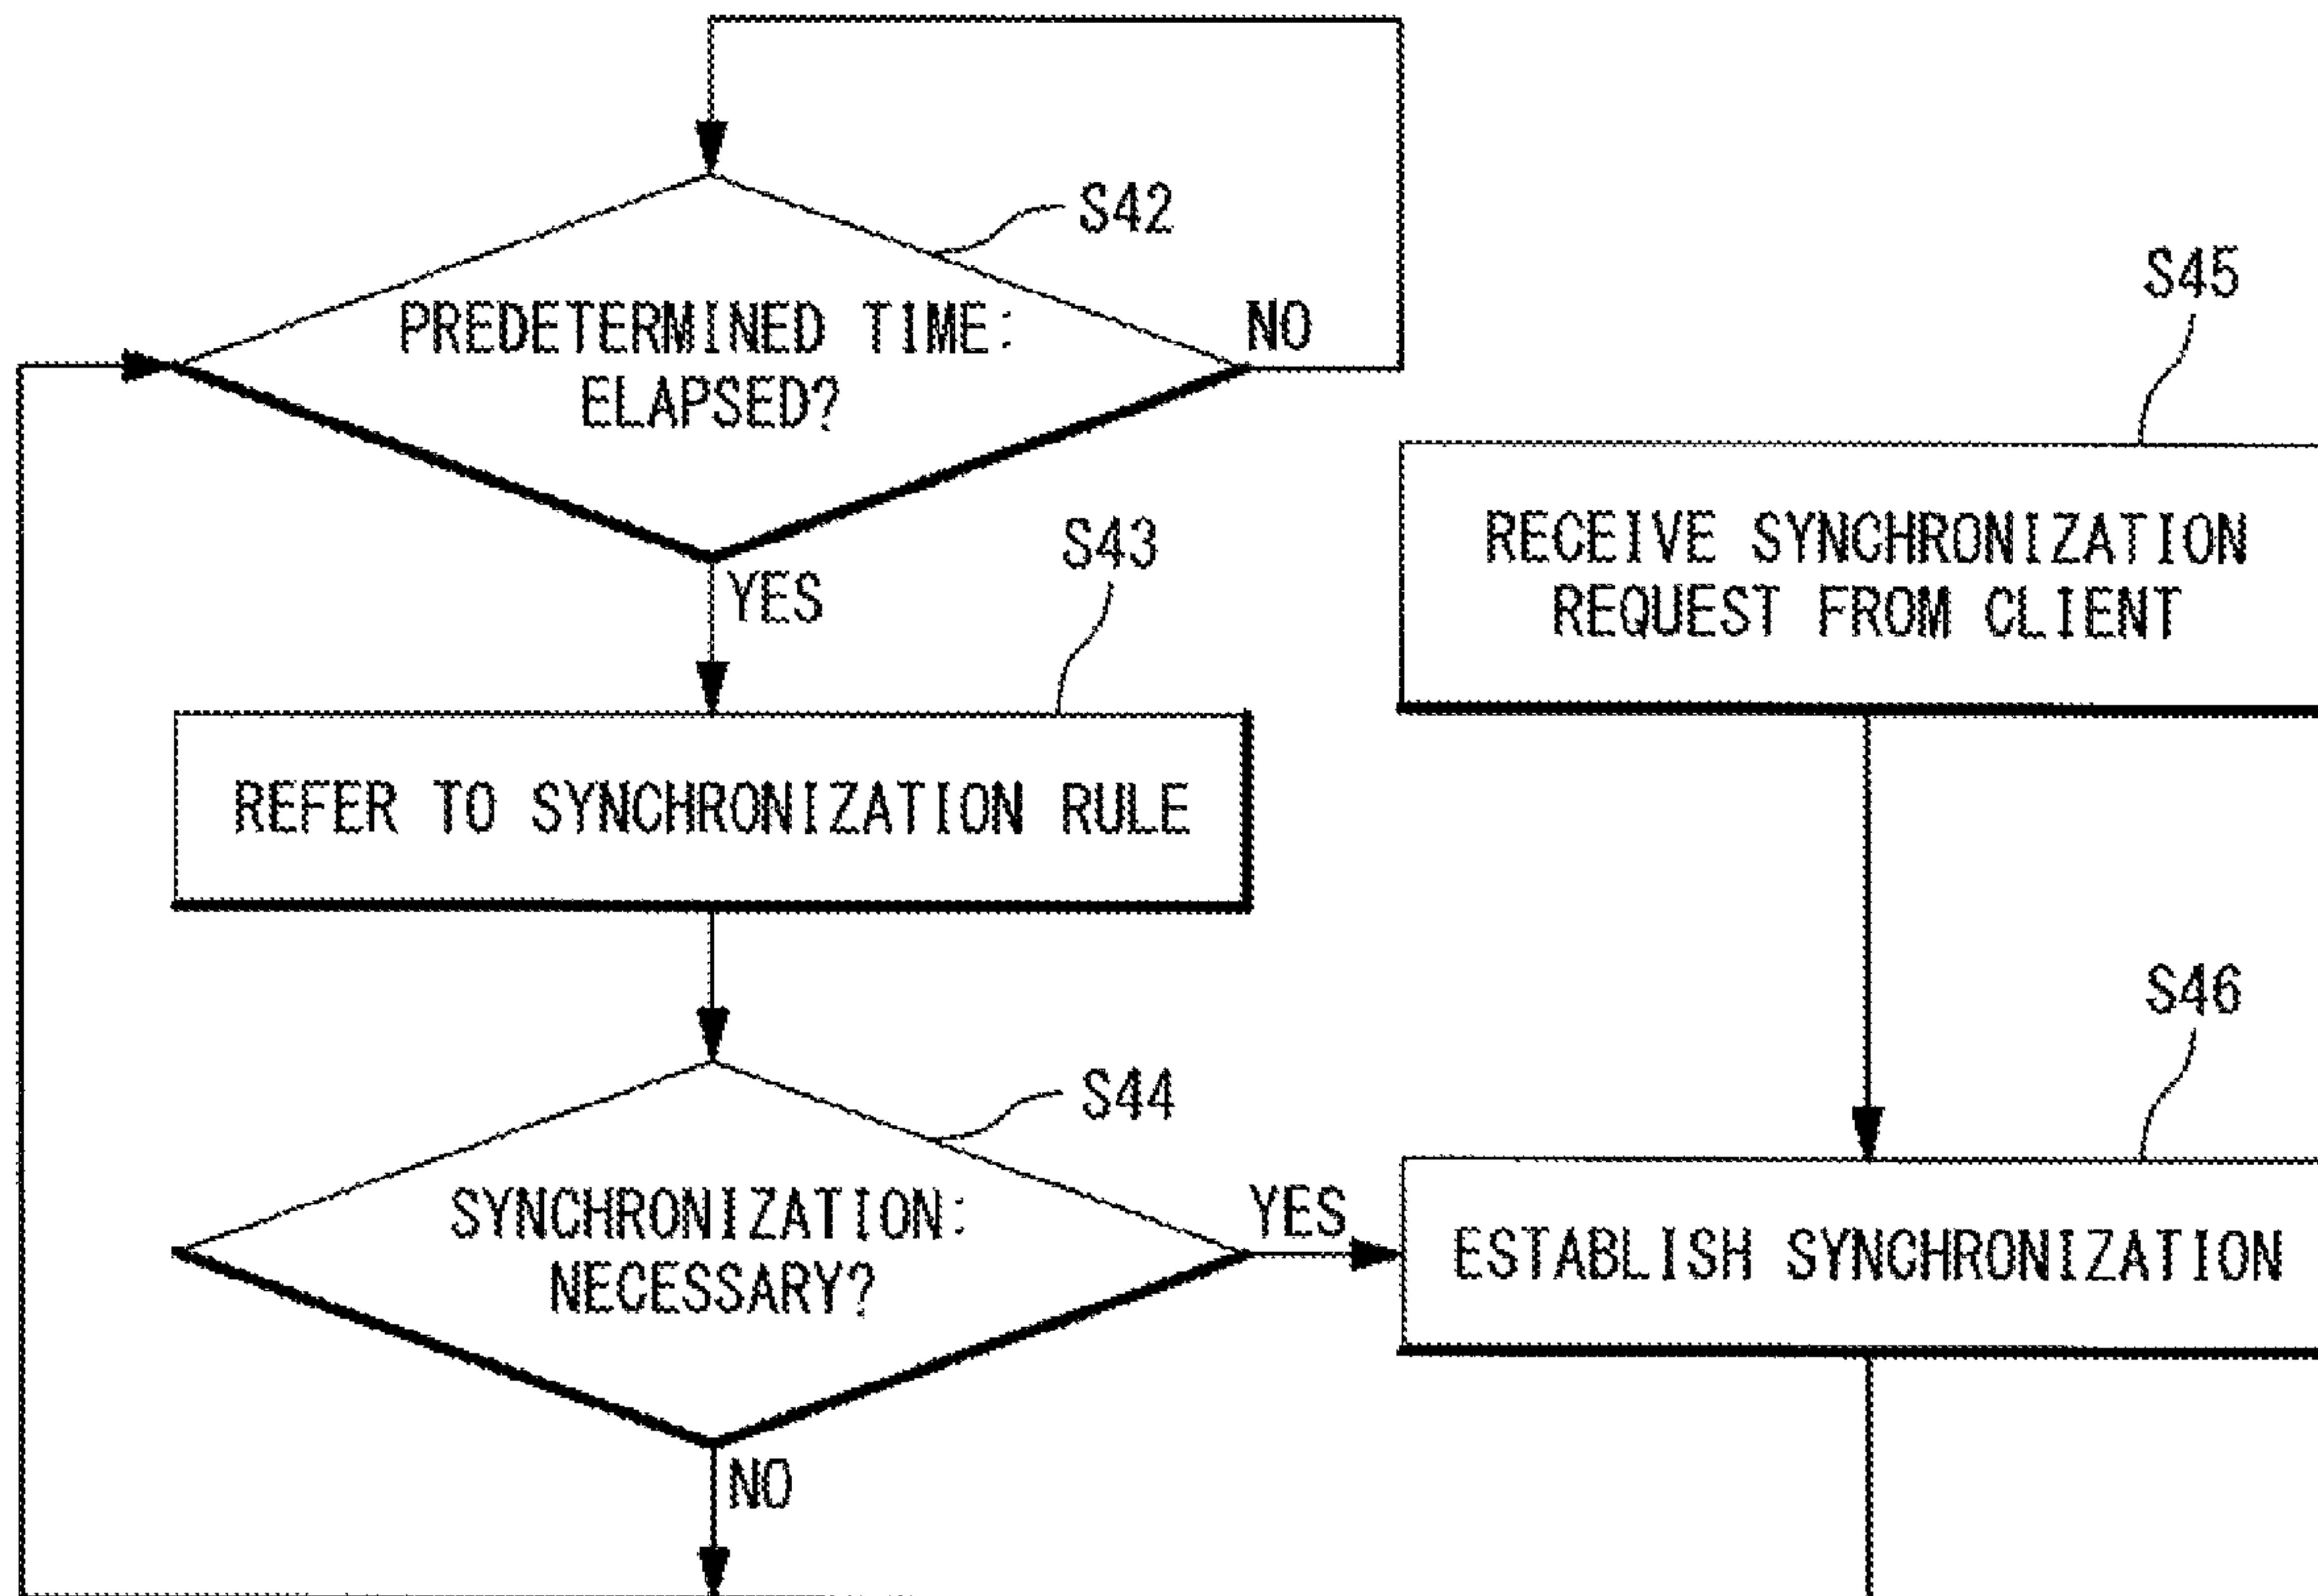 S42
PREDETERMINED TIME:
ELAPSED?
NO
YES
S43
REFER TO SYNCHRONIZATION RULE
S44
SYNCHRONIZATION:
NECESSARY?
YES
NO
S45
RECEIVE SYNCHRONIZATION
REQUEST FROM CLIENT
S46
ESTABLISH SYNCHRONIZATION